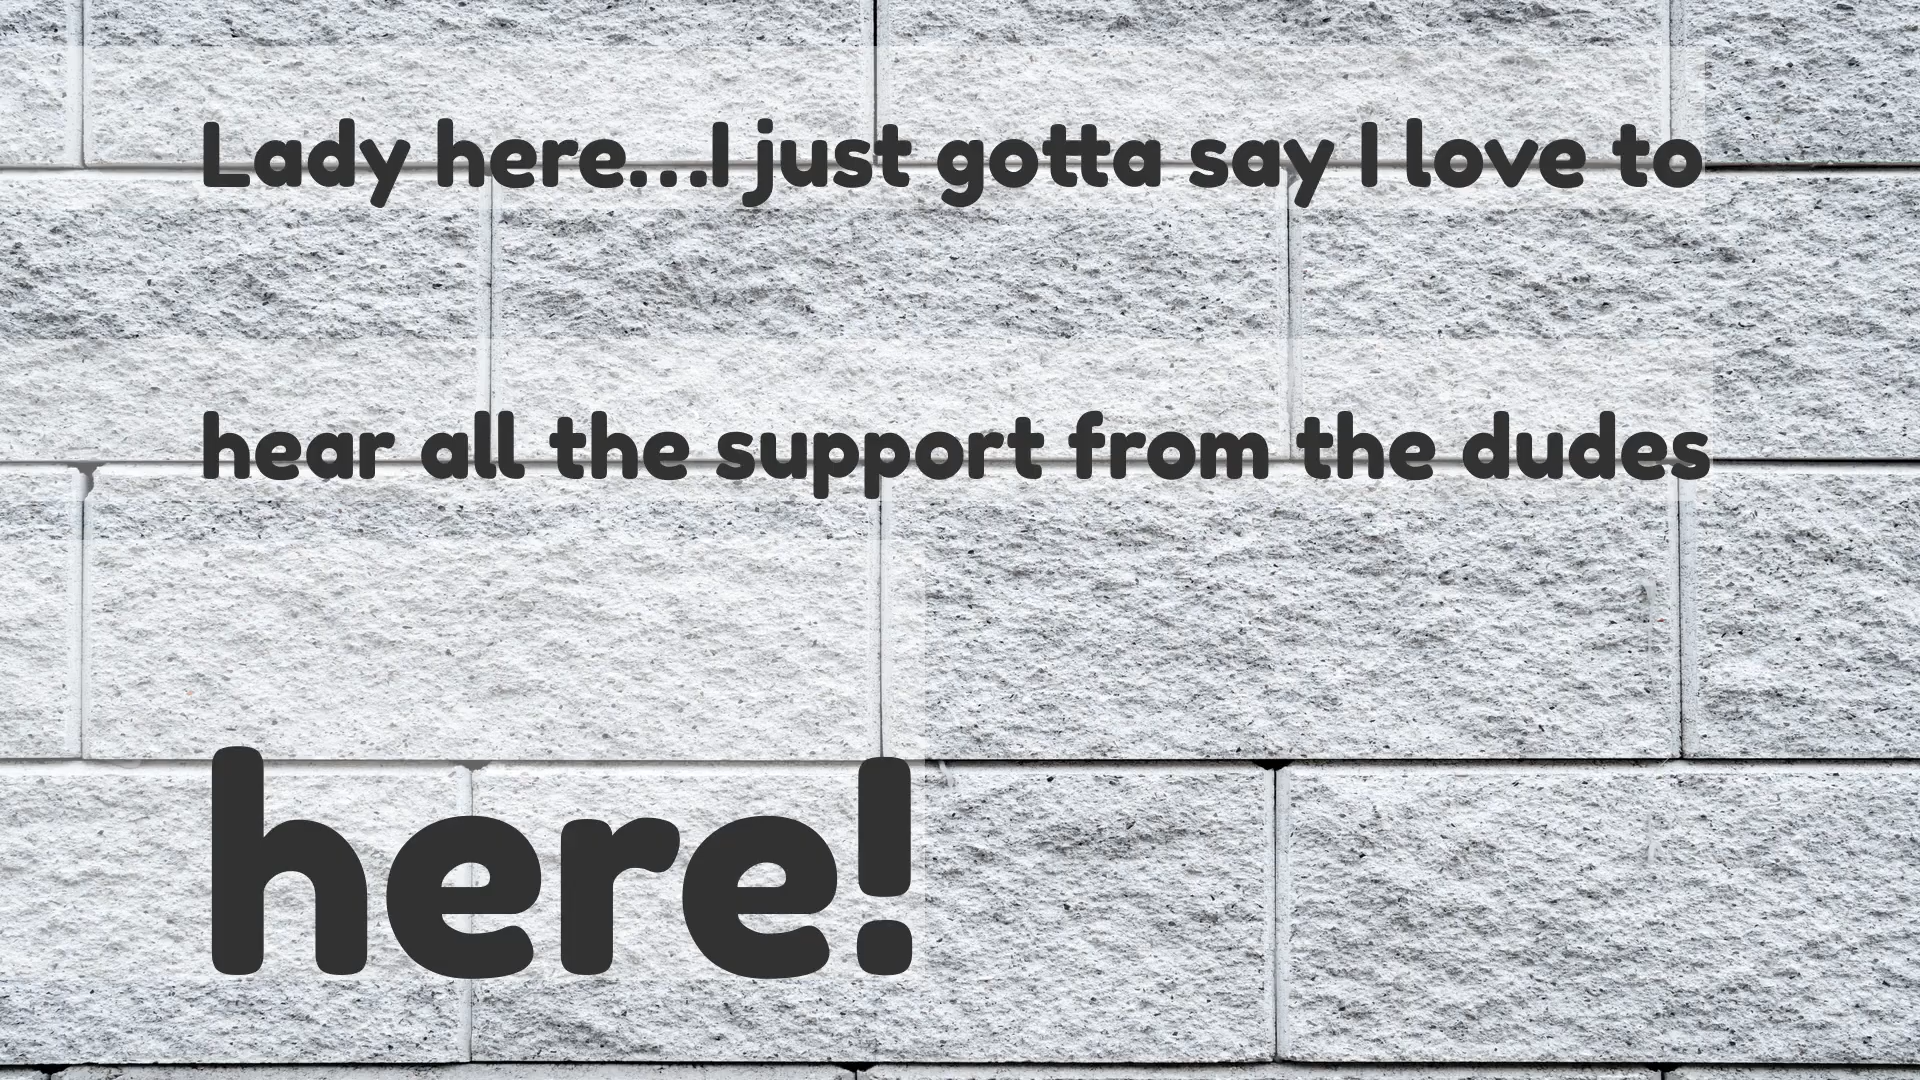 Lady here...I just gotta say I love to
hear all the support from the dudes
here!